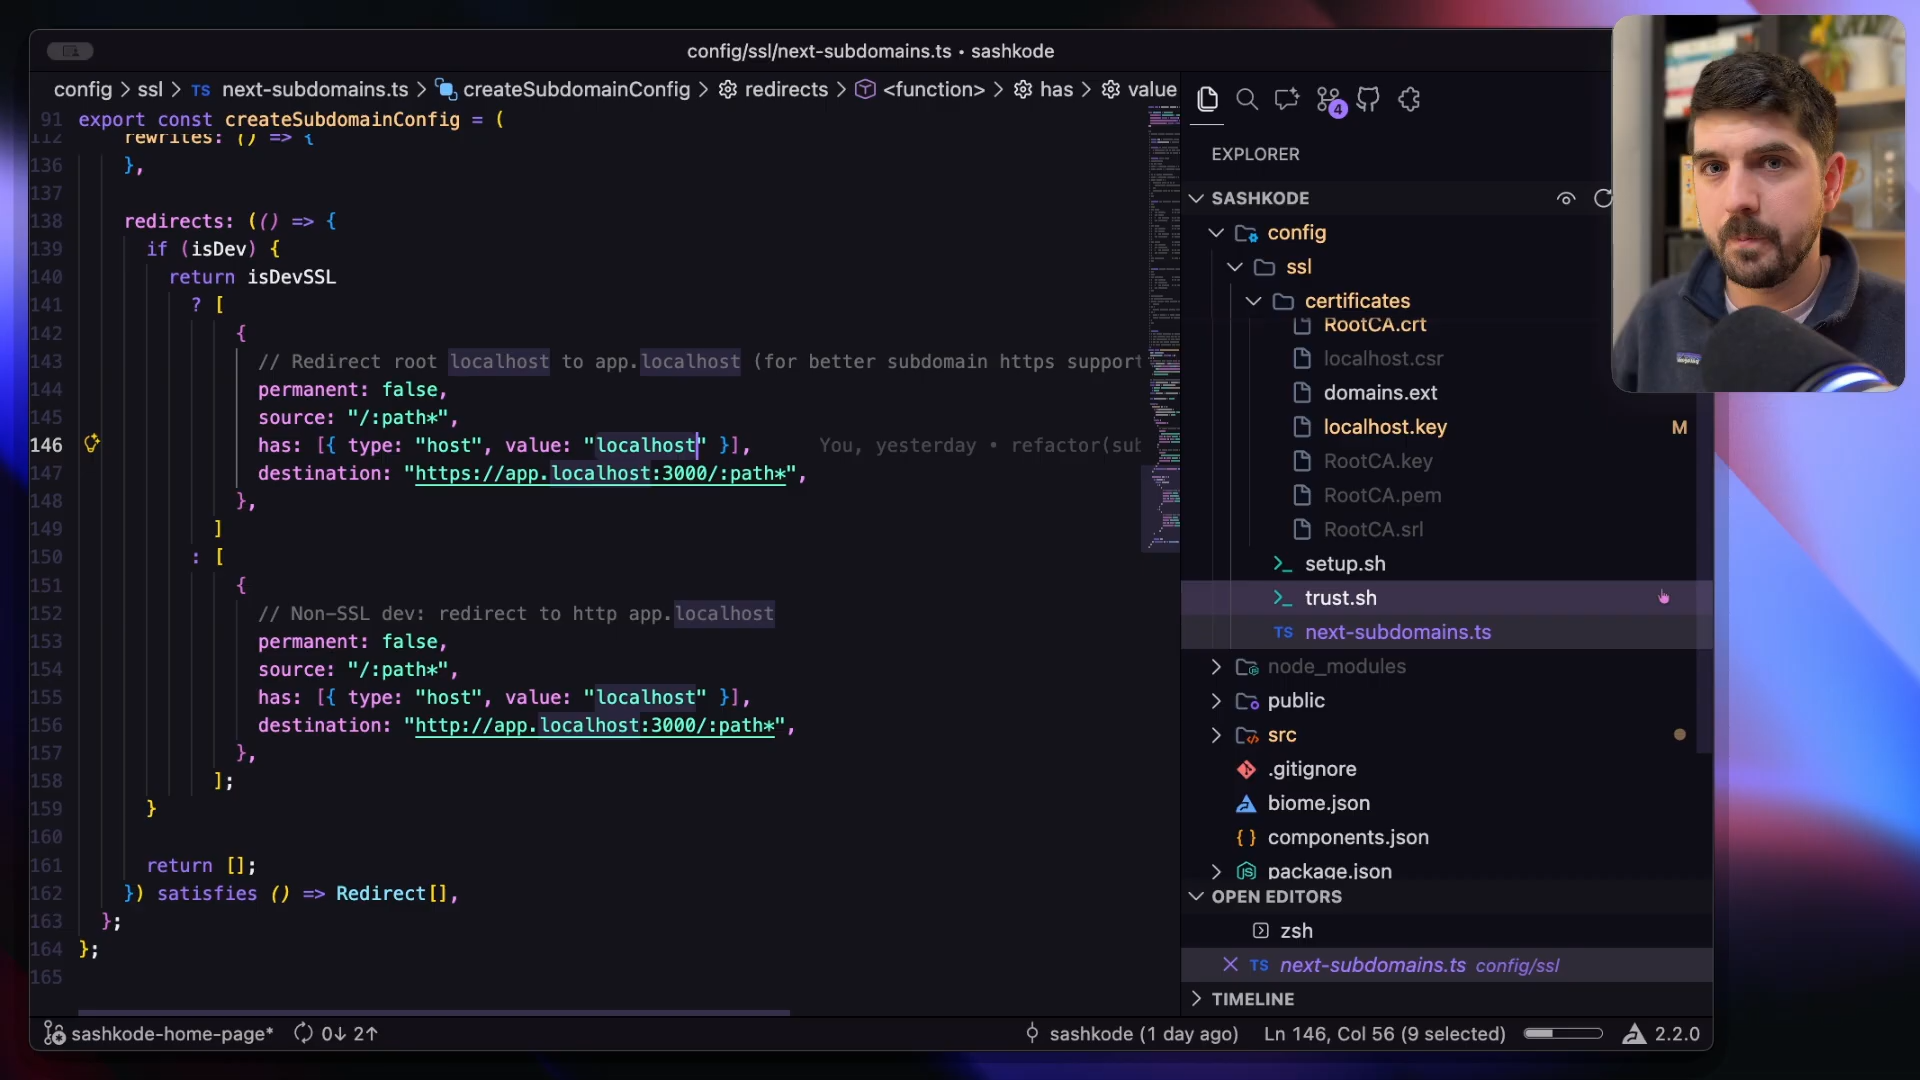 config/ssl/next-subdomains.ts • sashkode
config > ssl > TS next-subdomains.ts > createSubdomainConfig > redirects > <function> > has > value
91 export const createSubdomainConfig = (
112 rewrites: () => {
136 },
137
138 redirects: (() => {
139 if (isDev) {
140 return isDevSSL
141 ? [
142 {
143 // Redirect root localhost to app.localhost (for better subdomain https support
144 permanent: false,
145 source: "/:path*",
146 has: [{ type: "host", value: "localhost" }], You, yesterday • refactor(sub
147 destination: "https://app.localhost:3000/:path*",
148 },
149 ]
150 : [
151 {
152 // Non-SSL dev: redirect to http app.localhost
153 permanent: false,
154 source: "/:path*",
155 has: [{ type: "host", value: "localhost" }],
156 destination: "http://app.localhost:3000/:path*",
157 },
158 ];
159 }
160
161 return [];
162 }) satisfies () => Redirect[],
163 };
164 };
165
4
EXPLORER
SASHKODE
config
ssl
certificates
RootCA.crt
localhost.csr
domains.ext
localhost.key M
RootCA.key
RootCA.pem
RootCA.srl
setup.sh
trust.sh
TS next-subdomains.ts
node_modules
public
src
.gitignore
biome.json
components.json
package.json
OPEN EDITORS
zsh
TS next-subdomains.ts config/ssl
TIMELINE
sashkode-home-page* 0↓ 2↑ sashkode (1 day ago) Ln 146, Col 56 (9 selected) 2.2.0